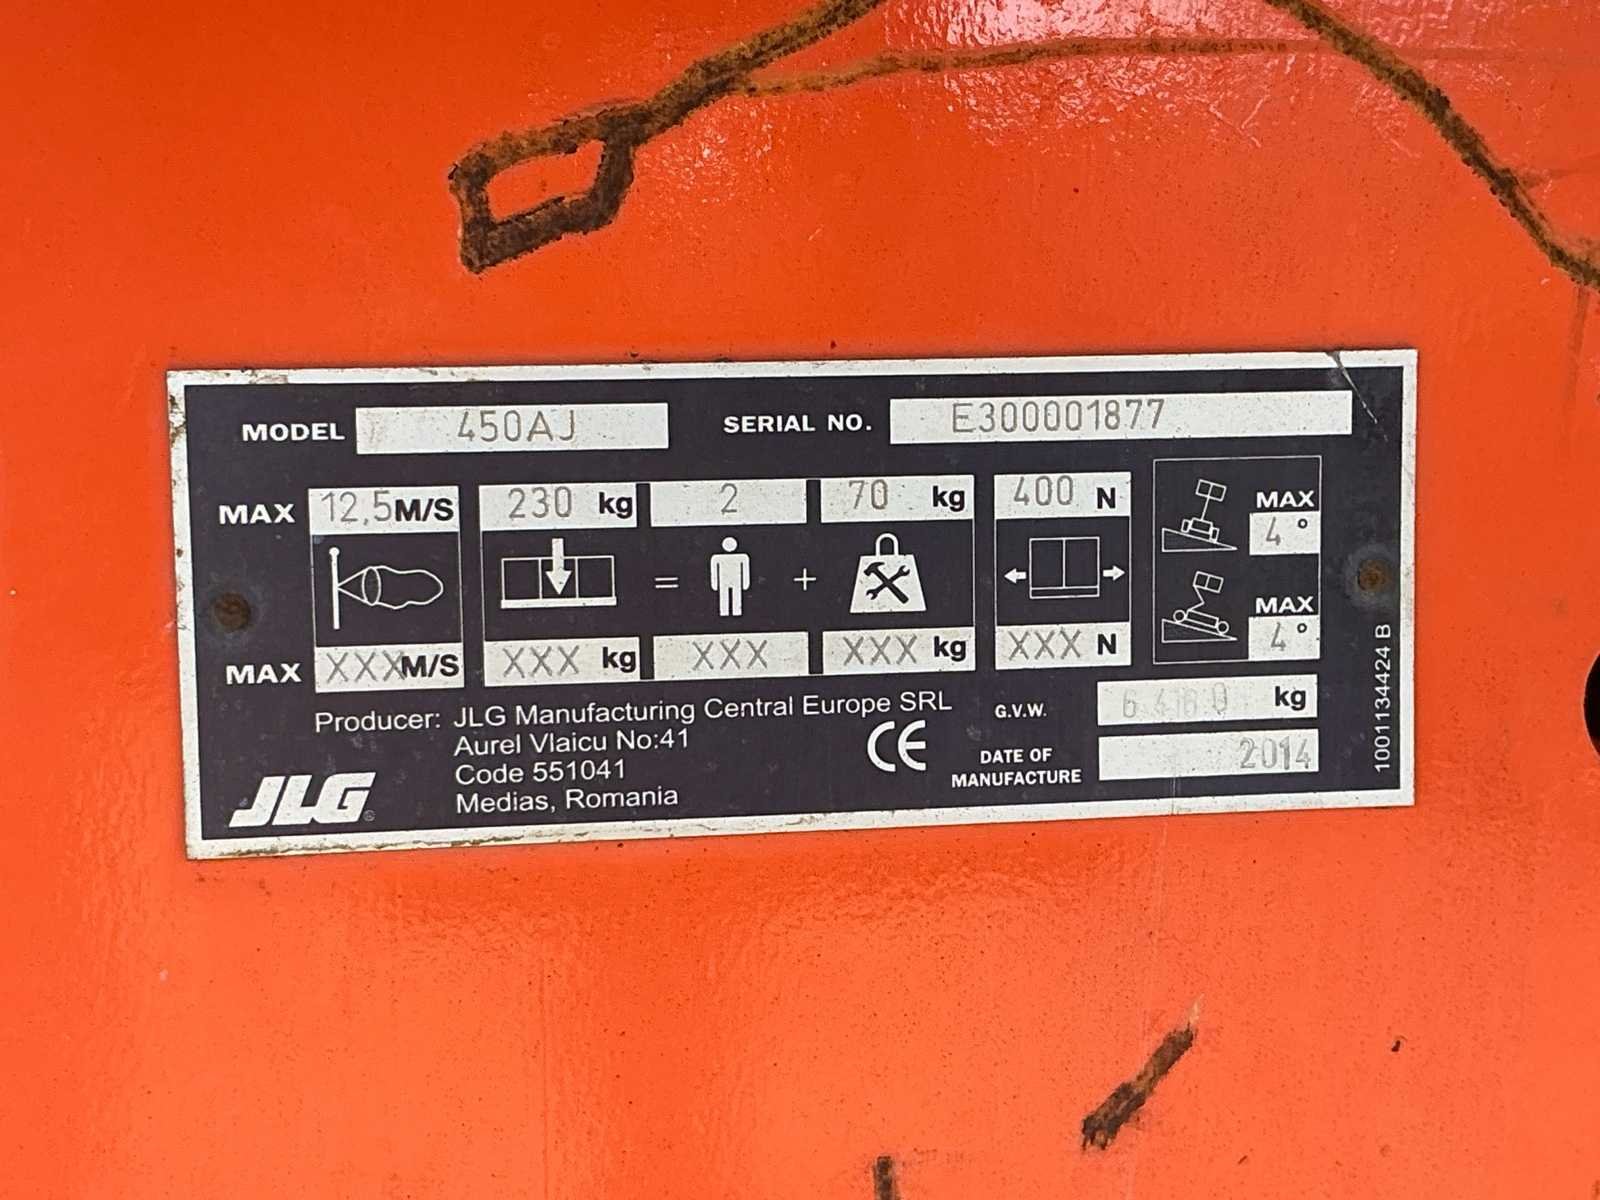 MODEL 450AJ SERIAL NO. E300001877
MAX 12,5 M/S 230 kg 2 70 kg 400 N MAX 4°
= +
MAX 4°
MAX XXX M/S XXX kg XXX XXX kg XXX N
Producer: JLG Manufacturing Central Europe SRL
Aurel Vlaicu No:41
Code 551041
Medias, Romania
JLG®
CE
G.V.W. kg
DATE OF MANUFACTURE 2014
1001134424 B